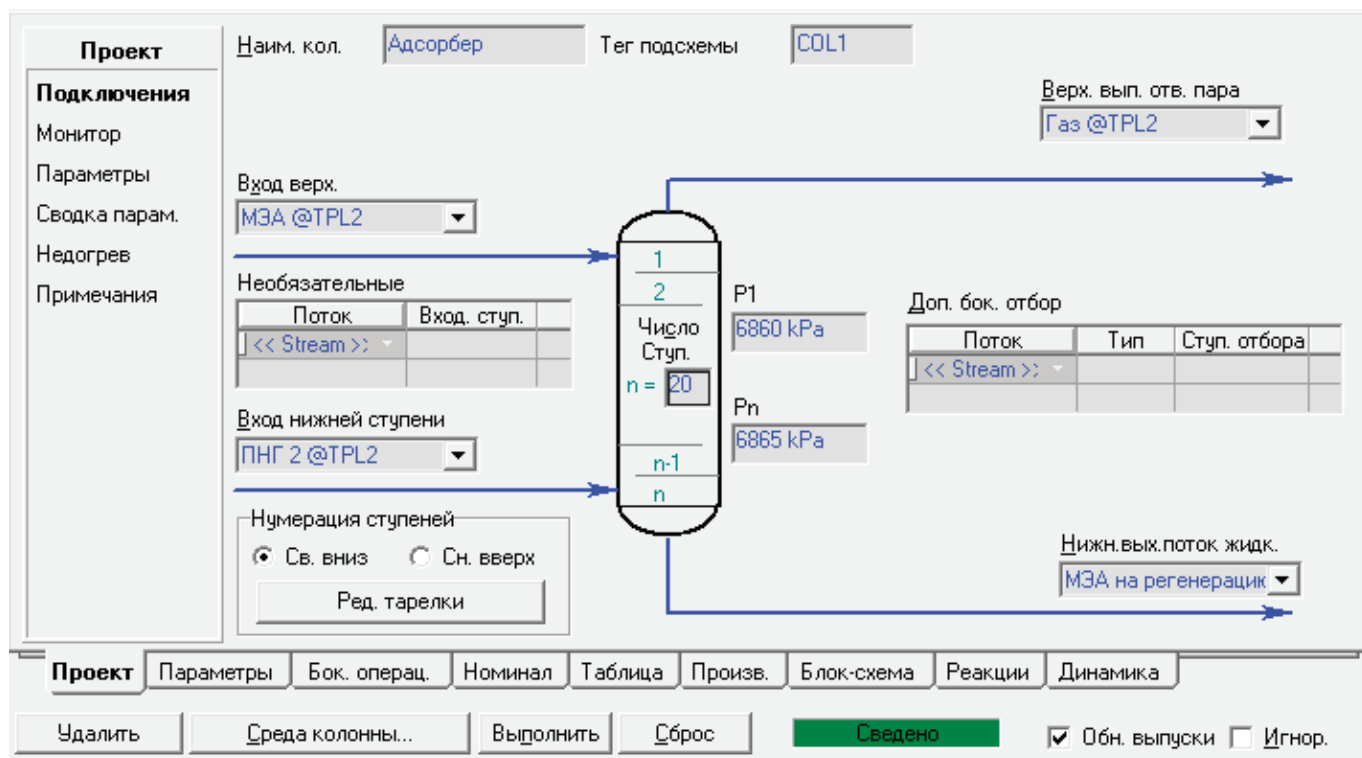 Проект
Подключения
Монитор
Параметры
Сводка парам.
Недогрев
Примечания
Наим. кол. Адсорбер Тег подсхемы COL1
Верх. вып. отв. пара
Газ @TPL2
Вход верх.
МЭА @TPL2
Необязательные
Поток Вход. ступ.
<< Stream >>
Вход нижней ступени
ПНГ 2 @TPL2
Нумерация ступеней
Св. вниз Сн. вверх
Ред. тарелки
1
2
Число
Ступ.
n = 20
n-1
n
P1
6860 kPa
Pn
6865 kPa
Доп. бок. отбор
Поток Тип Ступ. отбора
<< Stream >>
Нижн.вых.поток жидк.
МЭА на регенерацик
Проект Параметры Бок. операц. Номинал Таблица Произв. Блок-схема Реакции Динамика
Удалить Среда колонны... Выполнить Сброс Сведено Обн. выпуски Игнор.